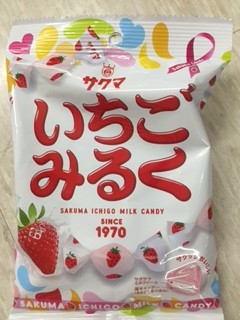 サクマ
いちご
みるく
SAKUMA ICHIGO MILK CANDY
SINCE
1970
SAKUMA ICHIGO MILK CANDY